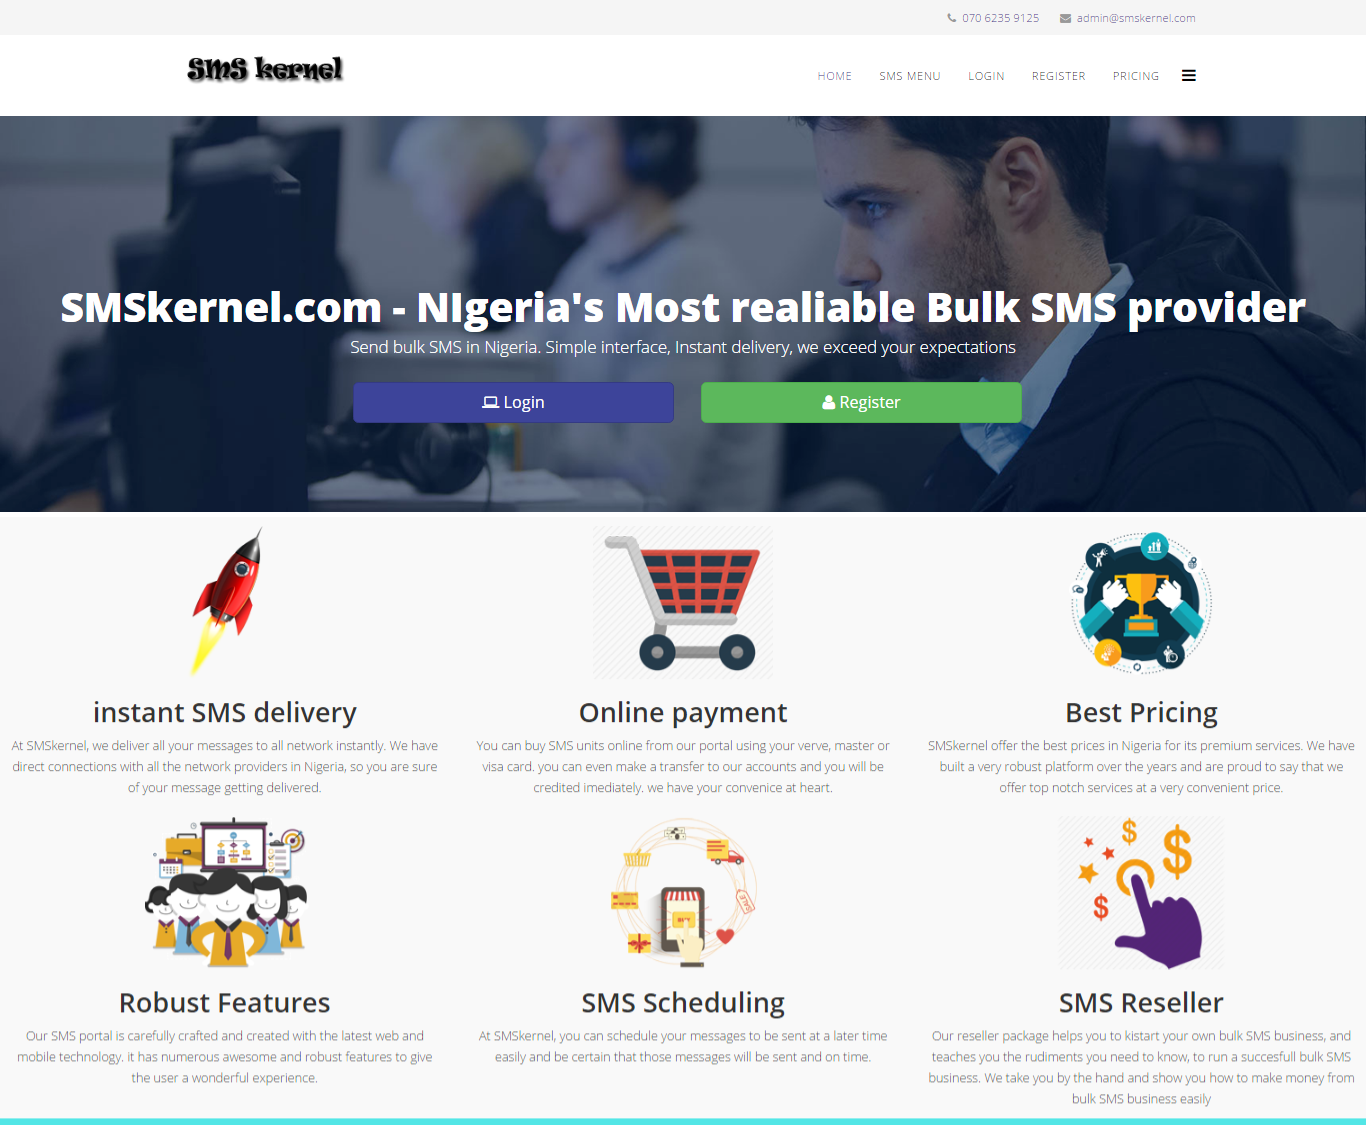 070 6235 9125 admin@smskernel.com
SMS kernel
HOME SMS MENU LOGIN REGISTER PRICING
SMSkernel.com - NIgeria's Most realiable Bulk SMS provider
Send bulk SMS in Nigeria. Simple interface, Instant delivery, we exceed your expectations
Login Register
instant SMS delivery
At SMSkernel, we deliver all your messages to all network instantly. We have
direct connections with all the network providers in Nigeria, so you are sure
of your message getting delivered.
Online payment
You can buy SMS units online from our portal using your verve, master or
visa card. you can even make a transfer to our accounts and you will be
credited imediately. we have your convenice at heart.
Best Pricing
SMSkernel offer the best prices in Nigeria for its premium services. We have
built a very robust platform over the years and are proud to say that we
offer top notch services at a very convenient price.
Robust Features
Our SMS portal is carefully crafted and created with the latest web and
mobile technology. it has numerous awesome and robust features to give
the user a wonderful experience.
BUY
SALE
SMS Scheduling
At SMSkernel, you can schedule your messages to be sent at a later time
easily and be certain that those messages will be sent and on time.
SMS Reseller
Our reseller package helps you to kistart your own bulk SMS business, and
teaches you the rudiments you need to know, to run a succesfull bulk SMS
business. We take you by the hand and show you how to make money from
bulk SMS business easily